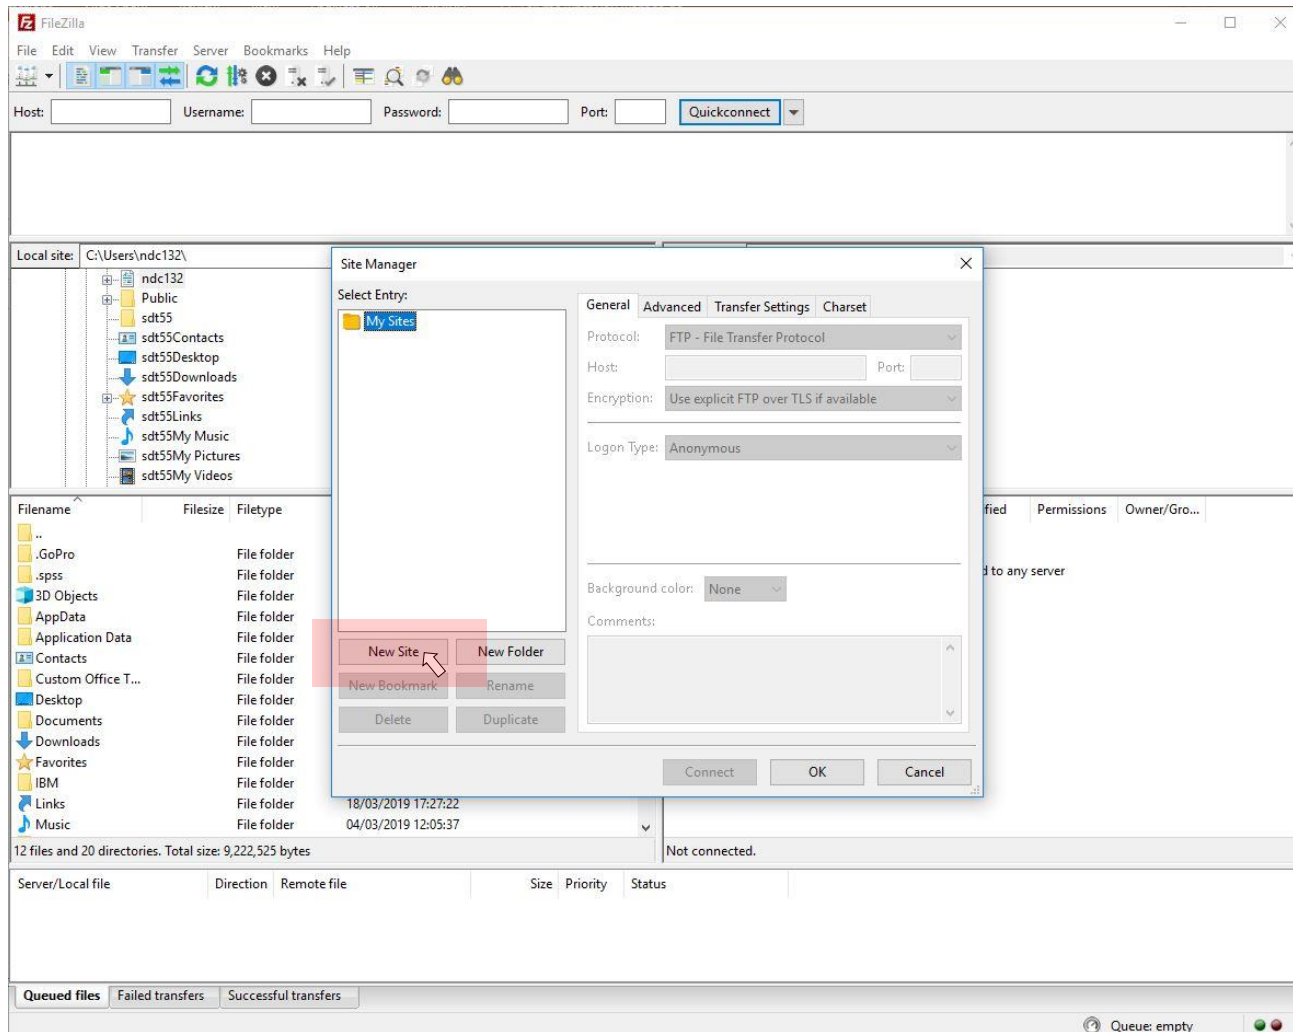 FileZilla
File Edit View Transfer Server Bookmarks Help
Host: Username: Password: Port: Quickconnect
Local site: C:\Users\ndc132\
ndc132
Public
sdt55
sdt55Contacts
sdt55Desktop
sdt55Downloads
sdt55Favorites
sdt55Links
sdt55My Music
sdt55My Pictures
sdt55My Videos
Site Manager
Select Entry:
My Sites
New Site New Folder
New Bookmark Rename
Delete Duplicate
General Advanced Transfer Settings Charset
Protocol: FTP - File Transfer Protocol
Host: Port:
Encryption: Use explicit FTP over TLS if available
Logon Type: Anonymous
Background color: None
Comments:
Connect OK Cancel
Filename Filesize Filetype
..
.GoPro File folder
.spss File folder
3D Objects File folder
AppData File folder
Application Data File folder
Contacts File folder
Custom Office T... File folder
Desktop File folder
Documents File folder
Downloads File folder
Favorites File folder
IBM File folder
Links File folder 18/03/2019 17:27:22
Music File folder 04/03/2019 12:05:37
12 files and 20 directories. Total size: 9,222,525 bytes
fied Permissions Owner/Gro...
d to any server
Not connected.
Server/Local file Direction Remote file Size Priority Status
Queued files Failed transfers Successful transfers
Queue: empty